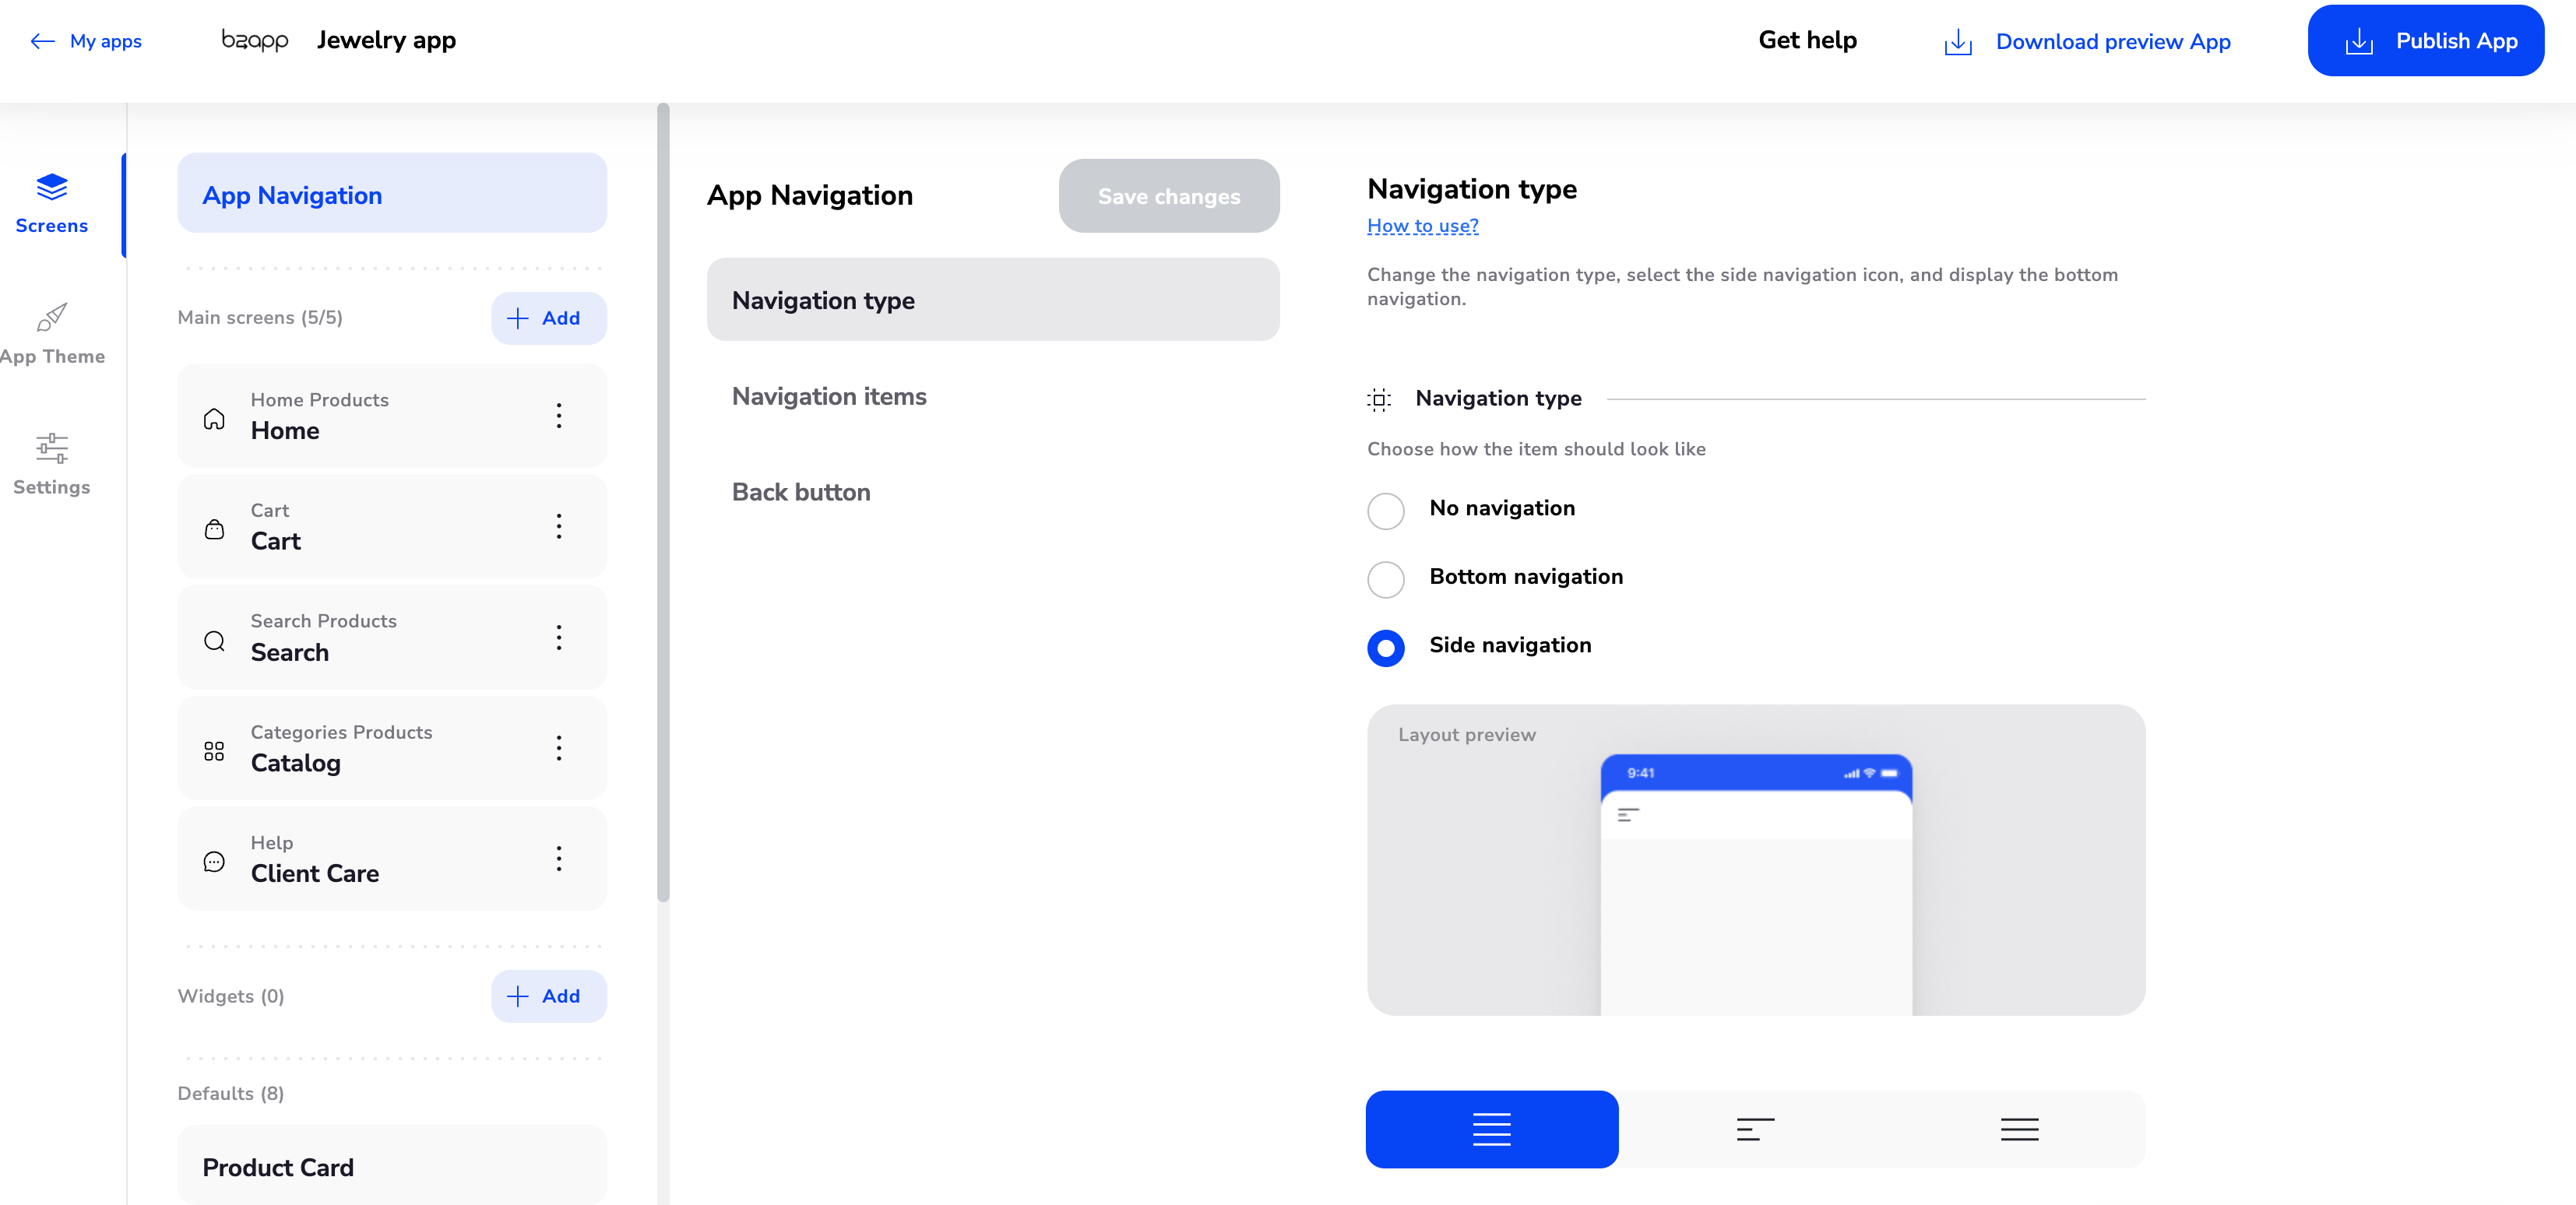 My apps
bzapp
Jewelry app
Get help
Download preview App
Publish App
Screens
App Theme
Settings
App Navigation
Main screens (5/5)
Add
Home Products
Home
Cart
Cart
Search Products
Search
Categories Products
Catalog
Help
Client Care
Widgets (0)
Add
Defaults (8)
Product Card
App Navigation
Save changes
Navigation type
Navigation items
Back button
Navigation type
How to use?
Change the navigation type, select the side navigation icon, and display the bottom
navigation.
Navigation type
Choose how the item should look like
No navigation
Bottom navigation
Side navigation
Layout preview
9:41